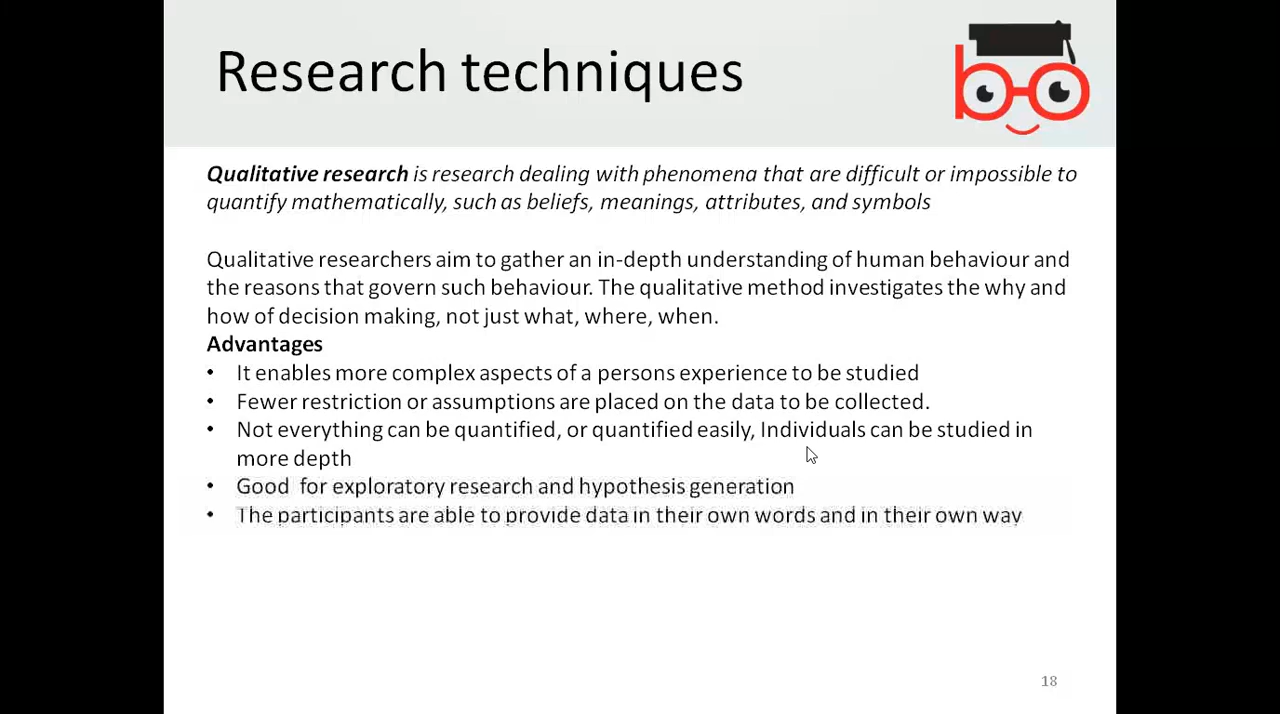 Research techniques
Qualitative research is research dealing with phenomena that are difficult or impossible to
quantify mathematically, such as beliefs, meanings, attributes, and symbols
Qualitative researchers aim to gather an in-depth understanding of human behaviour and
the reasons that govern such behaviour. The qualitative method investigates the why and
how of decision making, not just what, where, when.
Advantages
• It enables more complex aspects of a persons experience to be studied
• Fewer restriction or assumptions are placed on the data to be collected.
• Not everything can be quantified, or quantified easily, Individuals can be studied in
more depth
• Good  for exploratory research and hypothesis generation
• The participants are able to provide data in their own words and in their own way
18